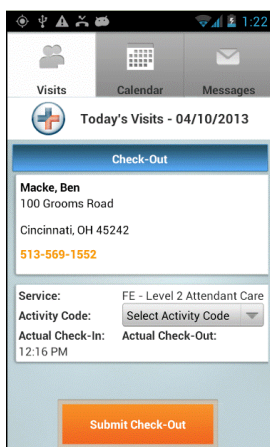 1:22
Visits Calendar Messages
Today's Visits - 04/10/2013
Check-Out
Macke, Ben
100 Grooms Road
Cincinnati, OH 45242
513-569-1552
Service: FE - Level 2 Attendant Care
Activity Code: Select Activity Code
Actual Check-In: Actual Check-Out:
12:16 PM
Submit Check-Out